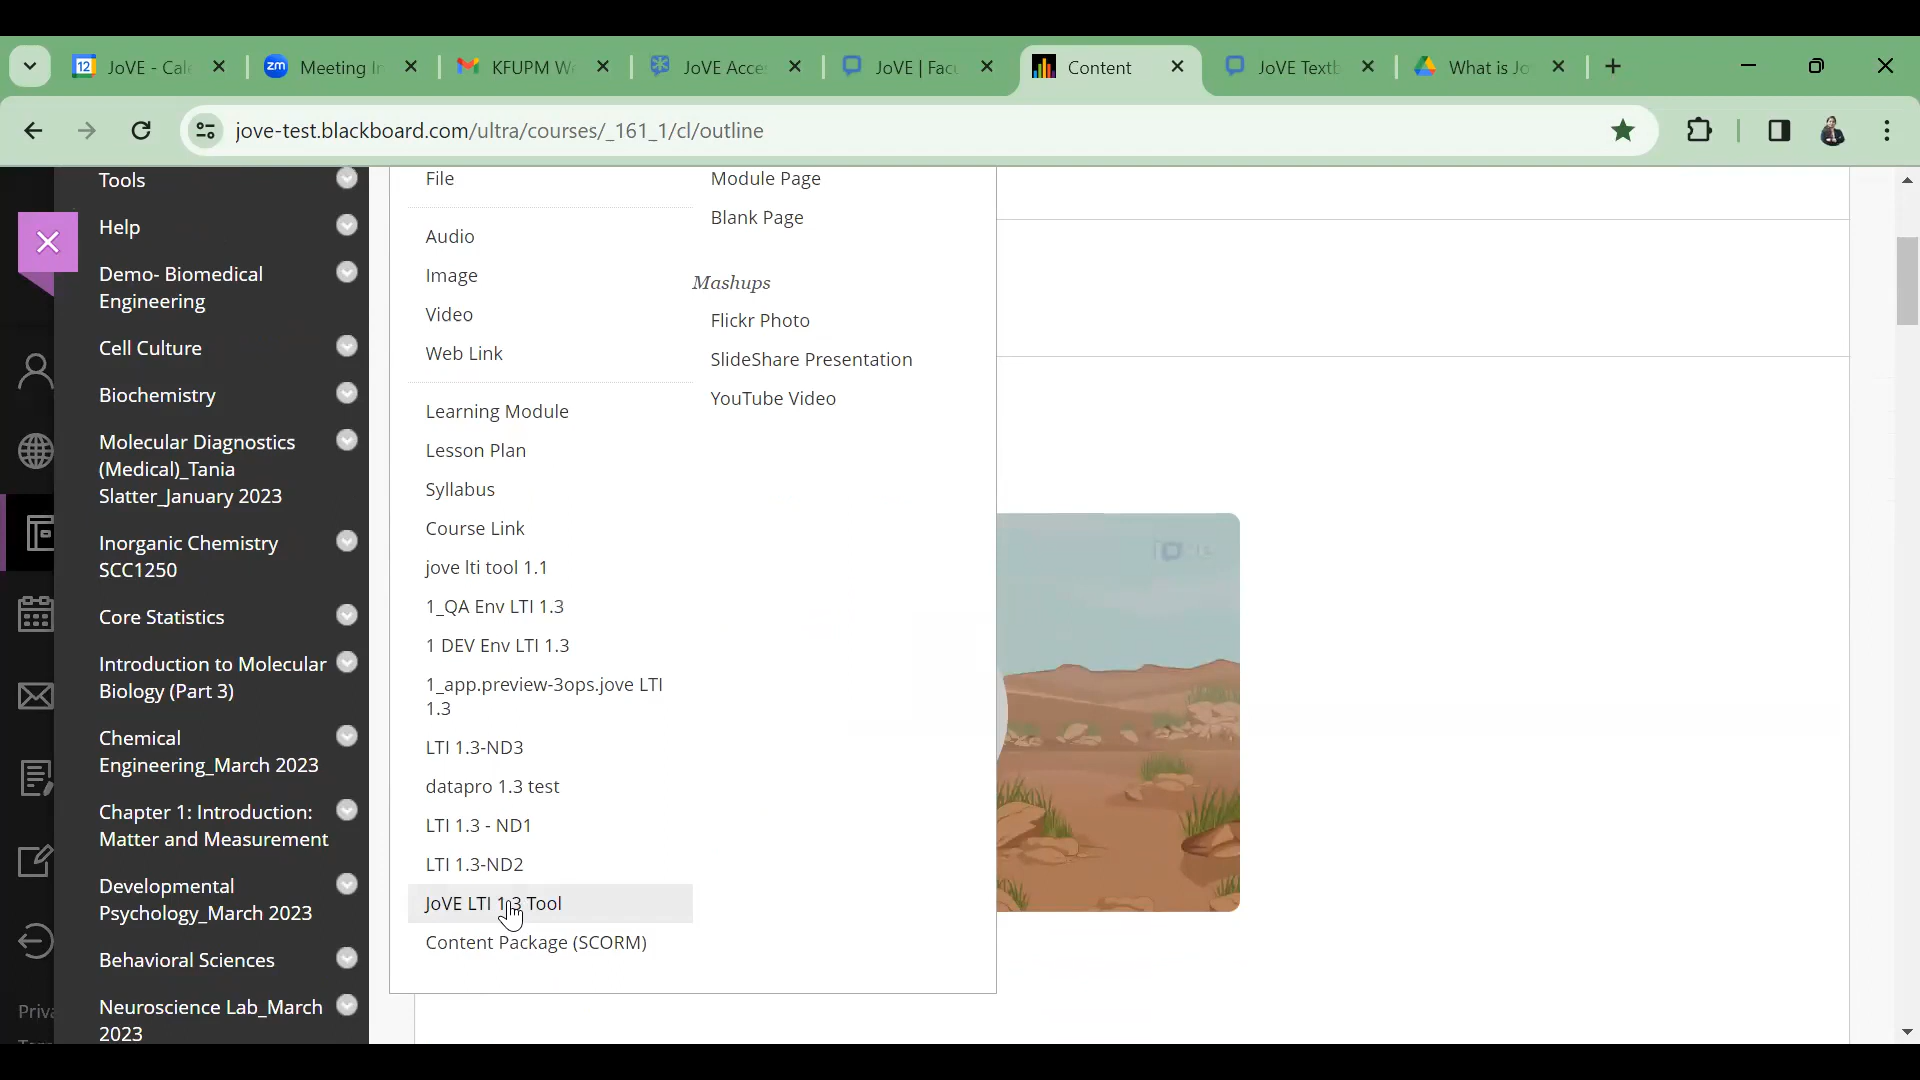 JoVE - Cale
Meeting In
KFUPM We
JoVE Acce
JoVE | Facu
Content
JoVE Textb
What is Jo
jove-test.blackboard.com/ultra/courses/_161_1/cl/outline
Tools
Help
Demo- Biomedical
Engineering
Cell Culture
Biochemistry
Molecular Diagnostics
(Medical)_Tania
Slatter_January 2023
Inorganic Chemistry
SCC1250
Core Statistics
Introduction to Molecular
Biology (Part 3)
Chemical
Engineering_March 2023
Chapter 1: Introduction:
Matter and Measurement
Developmental
Psychology_March 2023
Behavioral Sciences
Neuroscience Lab_March
2023
Priva
File
Audio
Image
Video
Web Link
Learning Module
Lesson Plan
Syllabus
Course Link
jove lti tool 1.1
1_QA Env LTI 1.3
1 DEV Env LTI 1.3
1_app.preview-3ops.jove LTI
1.3
LTI 1.3-ND3
datapro 1.3 test
LTI 1.3 - ND1
LTI 1.3-ND2
JoVE LTI 1.3 Tool
Content Package (SCORM)
Module Page
Blank Page
Mashups
Flickr Photo
SlideShare Presentation
YouTube Video